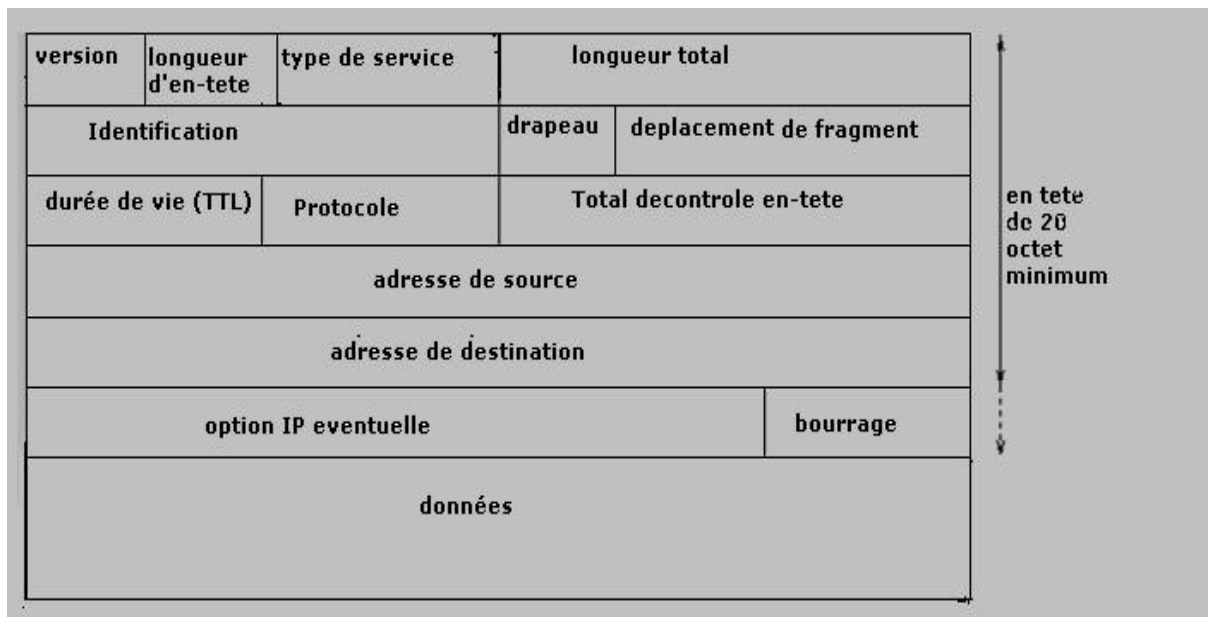 version
longueur
d'en-tete
type de service
longueur total
Identification
drapeau
deplacement de fragment
durée de vie (TTL)
Protocole
Total decontrole en-tete
adresse de source
adresse de destination
option IP eventuelle
bourrage
données
en tete
de 20
octet
minimum